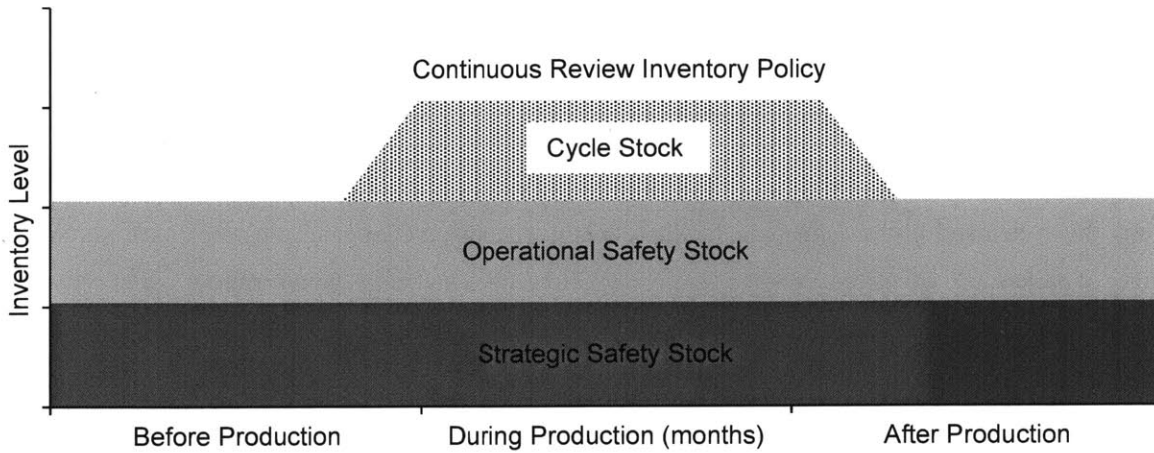 Continuous Review Inventory Policy
Cycle Stock
Operational Safety Stock
Strategic Safety Stock
Inventory Level
Before Production
During Production (months)
After Production